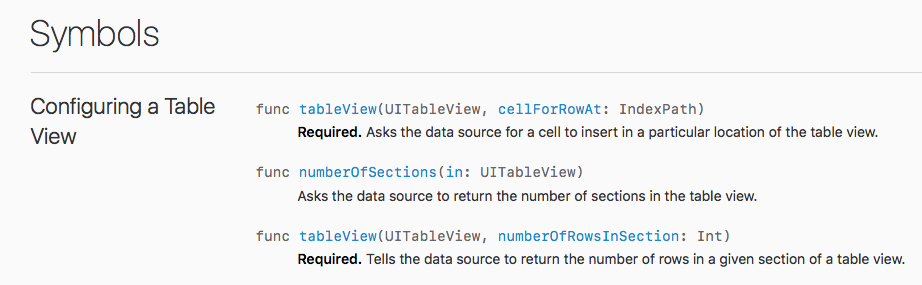 Symbols
Configuring a Table
View
func tableView(UITableView, cellForRowAt: IndexPath)
Required. Asks the data source for a cell to insert in a particular location of the table view.
func numberOfSections(in: UITableView)
Asks the data source to return the number of sections in the table view.
func tableView(UITableView, numberOfRowsInSection: Int)
Required. Tells the data source to return the number of rows in a given section of a table view.